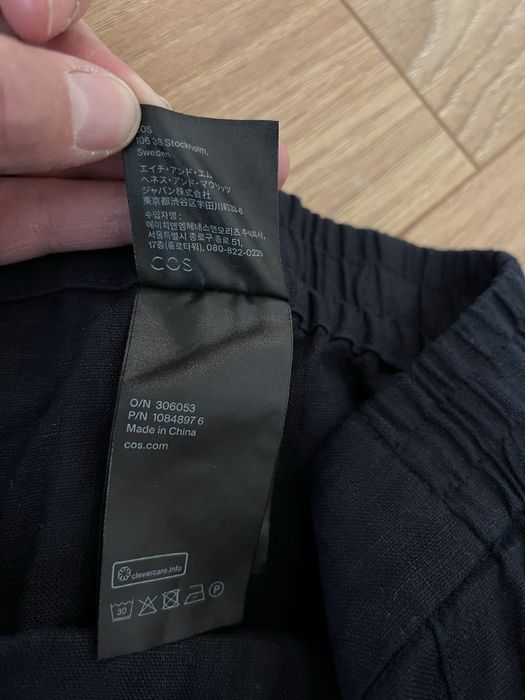 COS
106 38 Stockholm,
Sweden
エイチ・アンド・エム
ヘネス・アンド・マウリッツ
ジャパン株式会社
東京都渋谷区宇田川町33-6
수입자명 :
에이치앤엠헤네스앤모리츠 주식회사,
서울특별시 종로구 종로 51,
17층(종로타워), 080-822-0220
COS
O/N 306053
P/N 1084897 6
Made in China
cos.com
clevercare.info
30
P